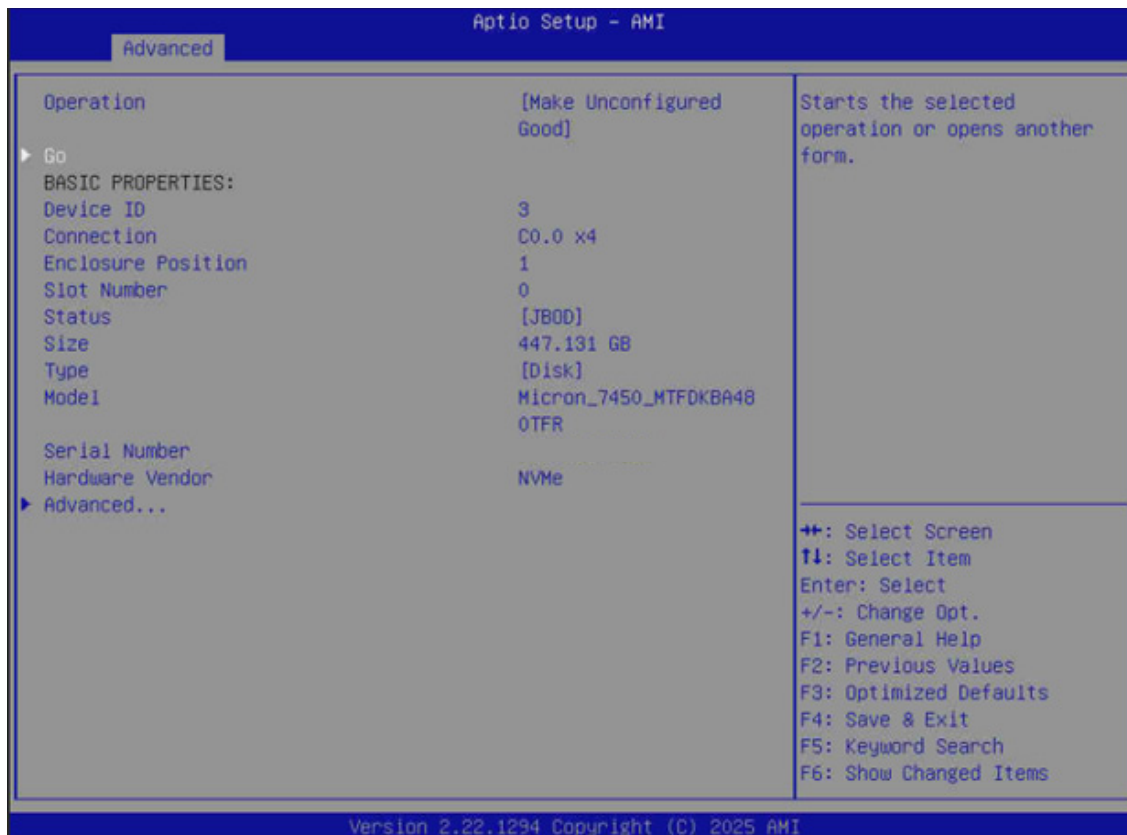 Aptio Setup – AMI
Advanced
Operation [Make Unconfigured
Good]
Go
BASIC PROPERTIES:
Device ID 3
Connection C0.0 x4
Enclosure Position 1
Slot Number 0
Status [JBOD]
Size 447.131 GB
Type [Disk]
Model Micron_7450_MTFDKBA48
0TFR
Serial Number
Hardware Vendor NVMe
Advanced...
Starts the selected
operation or opens another
form.
→←: Select Screen
↑↓: Select Item
Enter: Select
+/-: Change Opt.
F1: General Help
F2: Previous Values
F3: Optimized Defaults
F4: Save & Exit
F5: Keyword Search
F6: Show Changed Items
Version 2.22.1294 Copyright (C) 2025 AMI